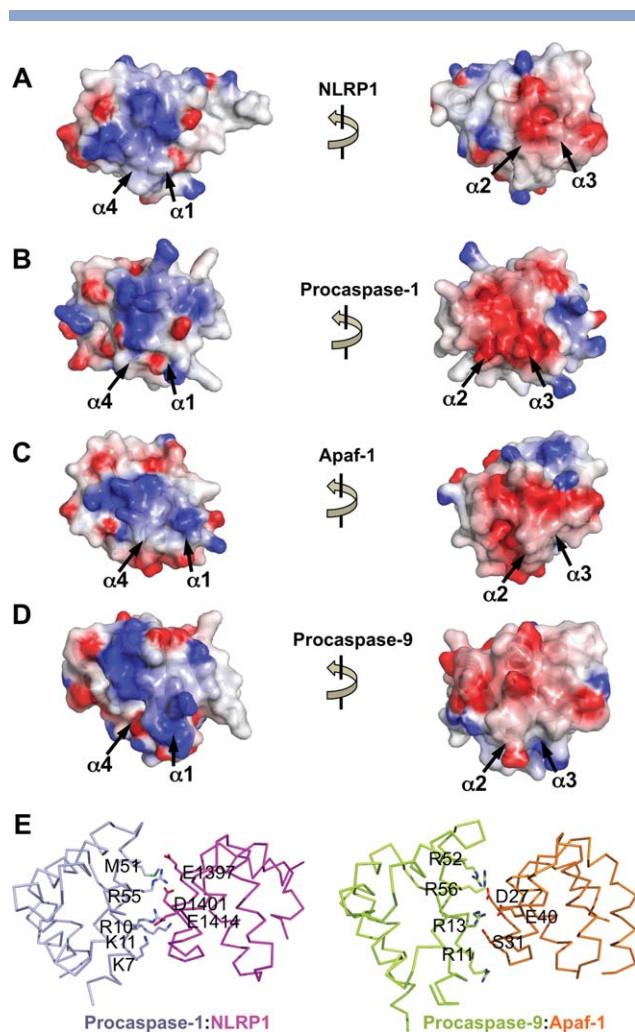 A
NLRP1
α4
α1
α2
α3
B
Procaspase-1
α4
α1
α2
α3
C
Apaf-1
α4
α1
α2
α3
D
Procaspase-9
α4
α1
α2
α3
E
M51
E1397
R55
D1401
R10
E1414
K11
K7
Procaspase-1:NLRP1
R52
R56
D27
E40
R13
S31
R11
Procaspase-9:Apaf-1